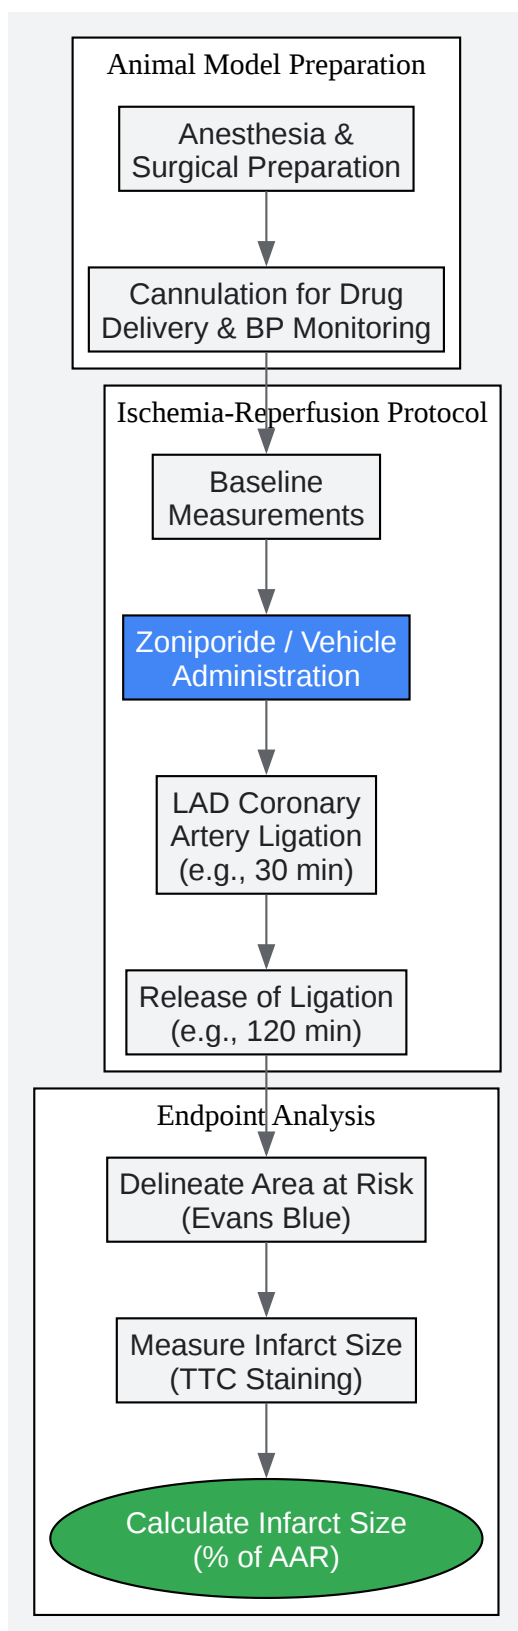 Animal Model Preparation
Anesthesia &
Surgical Preparation
Cannulation for Drug
Delivery & BP Monitoring
Ischemia-Reperfusion Protocol
Baseline
Measurements
Zoniporide / Vehicle
Administration
LAD Coronary
Artery Ligation
(e.g., 30 min)
Release of Ligation
(e.g., 120 min)
Endpoint Analysis
Delineate Area at Risk
(Evans Blue)
Measure Infarct Size
(TTC Staining)
Calculate Infarct Size
(% of AAR)